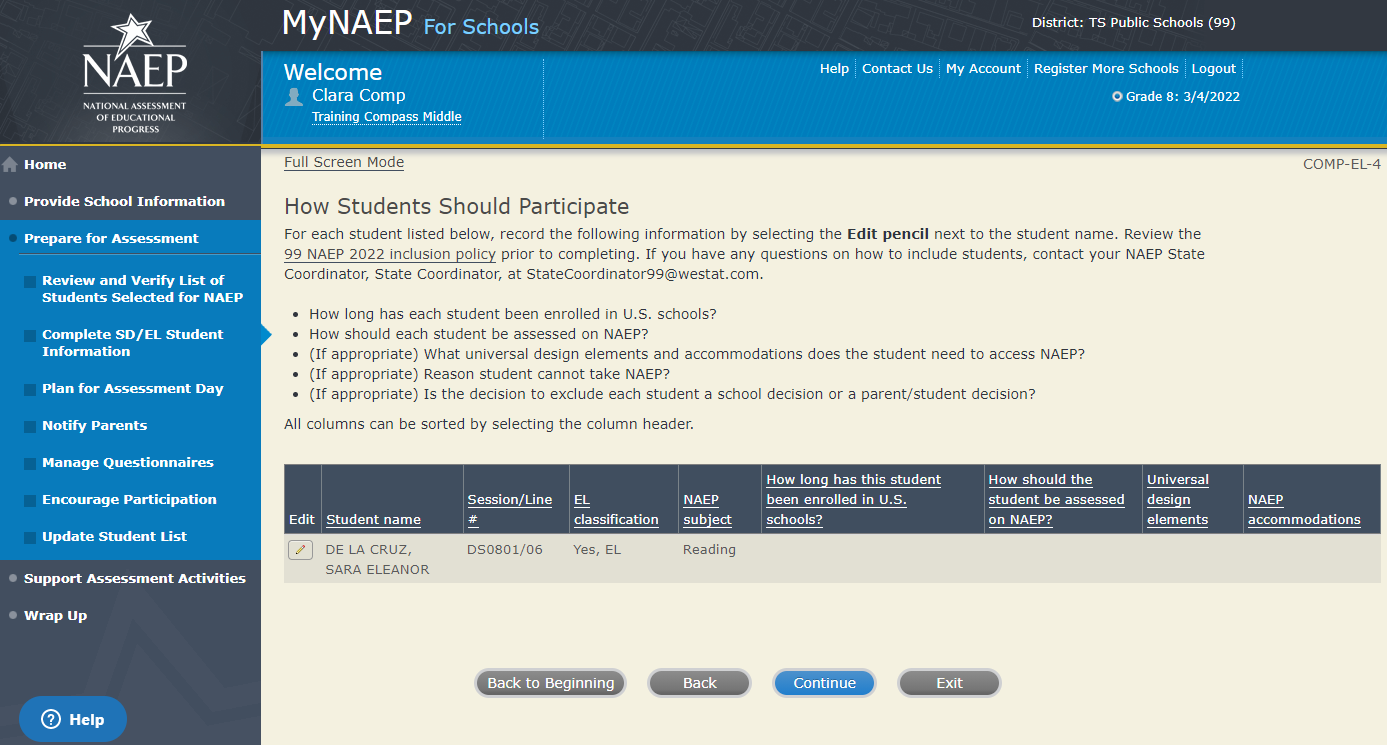 NAEP
NATIONAL ASSESSMENT
OF EDUCATIONAL
PROGRESS
MyNAEP For Schools
District: TS Public Schools (99)
Welcome
Clara Comp
Training Compass Middle
Help Contact Us My Account Register More Schools Logout
Grade 8: 3/4/2022
Home
Provide School Information
Prepare for Assessment
Review and Verify List of
Students Selected for NAEP
Complete SD/EL Student
Information
Plan for Assessment Day
Notify Parents
Manage Questionnaires
Encourage Participation
Update Student List
Support Assessment Activities
Wrap Up
Help
Full Screen Mode
COMP-EL-4
How Students Should Participate
For each student listed below, record the following information by selecting the Edit pencil next to the student name. Review the
99 NAEP 2022 inclusion policy prior to completing. If you have any questions on how to include students, contact your NAEP State
Coordinator, State Coordinator, at StateCoordinator99@westat.com.
• How long has each student been enrolled in U.S. schools?
• How should each student be assessed on NAEP?
• (If appropriate) What universal design elements and accommodations does the student need to access NAEP?
• (If appropriate) Reason student cannot take NAEP?
• (If appropriate) Is the decision to exclude each student a school decision or a parent/student decision?
All columns can be sorted by selecting the column header.
Edit
Student name
Session/Line
#
EL
classification
NAEP
subject
How long has this student
been enrolled in U.S.
schools?
How should the
student be assessed
on NAEP?
Universal
design
elements
NAEP
accommodations
DE LA CRUZ,
SARA ELEANOR
DS0801/06
Yes, EL
Reading
Back to Beginning
Back
Continue
Exit